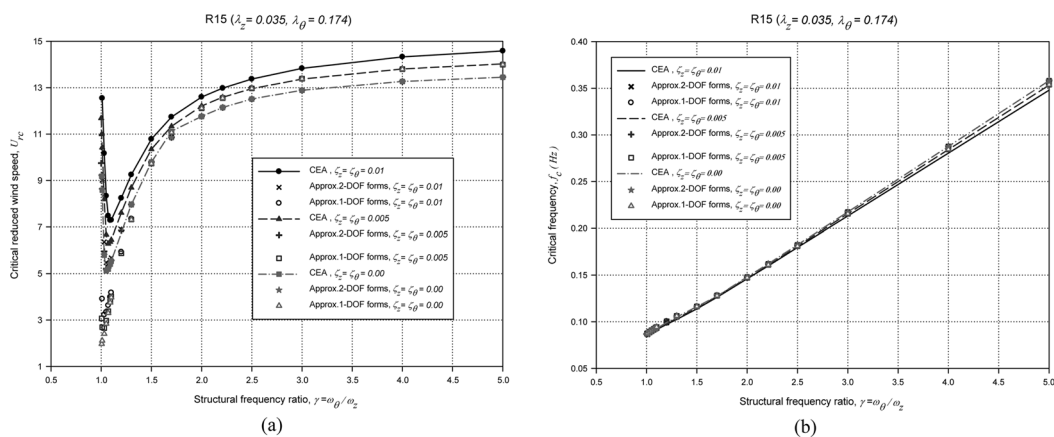 R15 (λz= 0.035, λθ = 0.174)
15
13
11
9
7
5
3
1
Critical reduced wind speed, Urc
0.5
1.0
1.5
2.0
2.5
3.0
3.5
4.0
4.5
5.0
Structural frequency ratio, γ=ωθ/ωz
CEA , ζz= ζθ= 0.01
Approx.2-DOF forms, ζz = ζθ = 0.01
Approx.1-DOF forms, ζz = ζθ = 0.01
CEA , ζz= ζθ= 0.005
Approx.2-DOF forms, ζz = ζθ = 0.005
Approx.1-DOF forms, ζz = ζθ = 0.005
CEA , ζz= ζθ= 0.00
Approx.2-DOF forms, ζz = ζθ = 0.00
Approx.1-DOF forms, ζz = ζθ = 0.00
(a)
R15 (λz= 0.035, λθ = 0.174)
0.40
0.35
0.30
0.25
0.20
0.15
0.10
0.05
Critical frequency, fc ( Hz )
0.5
1.0
1.5
2.0
2.5
3.0
3.5
4.0
4.5
5.0
Structural frequency ratio, γ=ωθ/ωz
CEA , ζz= ζθ= 0.01
Approx.2-DOF forms, ζz= ζθ= 0.01
Approx.1-DOF forms, ζz= ζθ= 0.01
CEA , ζz= ζθ= 0.005
Approx.2-DOF forms, ζz= ζθ= 0.005
Approx.1-DOF forms, ζz= ζθ= 0.005
CEA , ζz= ζθ= 0.00
Approx.2-DOF forms, ζz= ζθ= 0.00
Approx.1-DOF forms, ζz= ζθ= 0.00
(b)